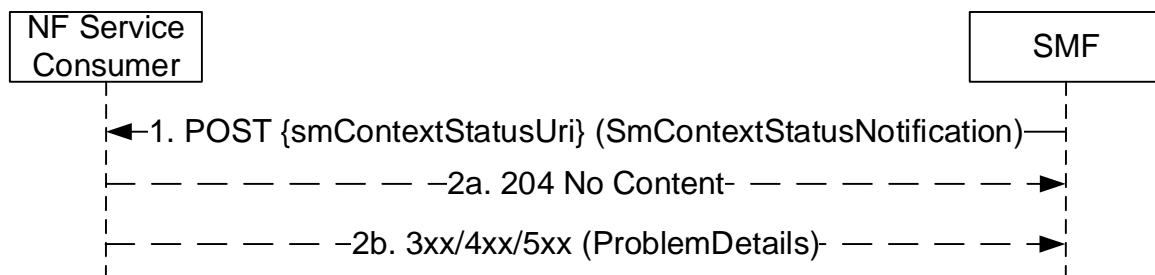 NF Service
Consumer
SMF
1. POST {smContextStatusUri} (SmContextStatusNotification)
2a. 204 No Content
2b. 3xx/4xx/5xx (ProblemDetails)